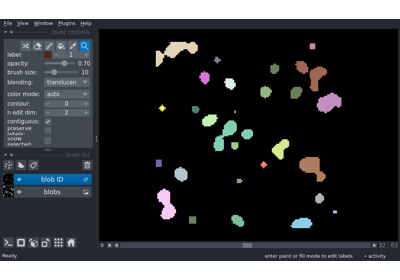 File View Window Plugins Help
layer controls
label: 1
opacity: 0.70
brush size: 10
blending: translucen
color mode: auto
contour: 0
n edit dim: 2
contiguous:
preserve labels:
show selected:
layer list
blob ID
blobs
32 63
Ready
enter paint or fill mode to edit labels
activity